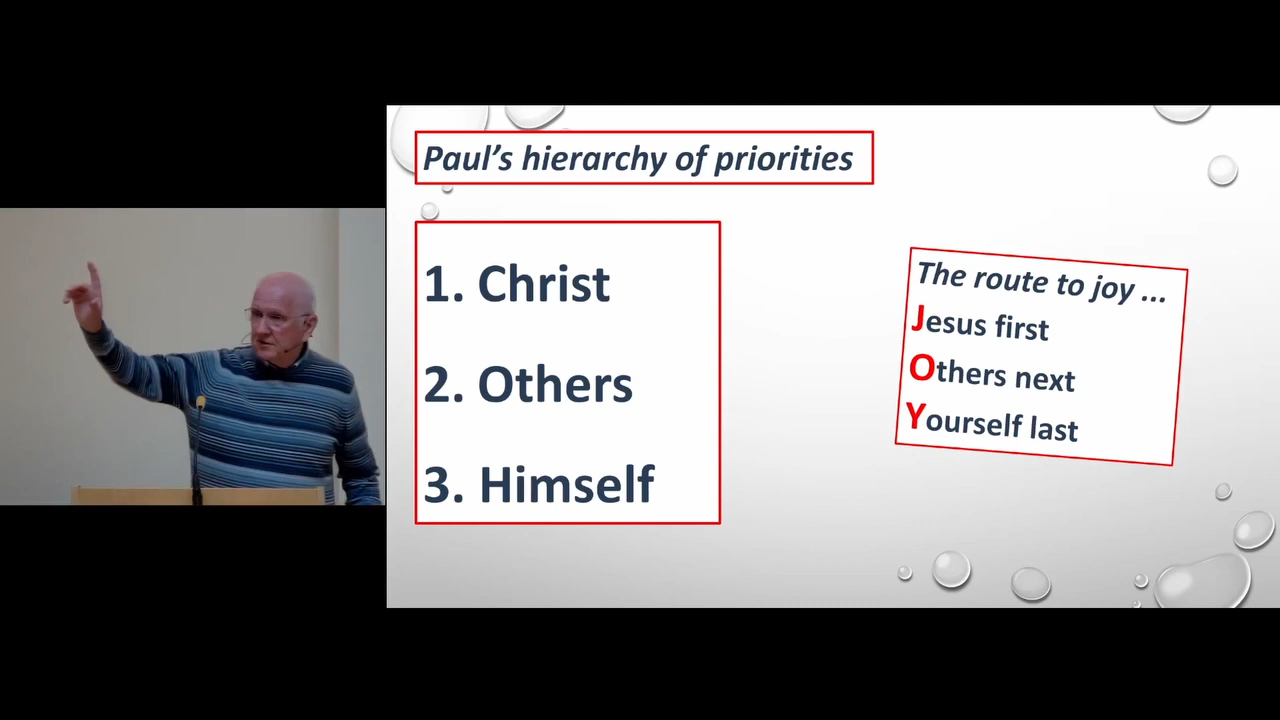 Paul’s hierarchy of priorities
1. Christ
2. Others
3. Himself
The route to joy ...
Jesus first
Others next
Yourself last